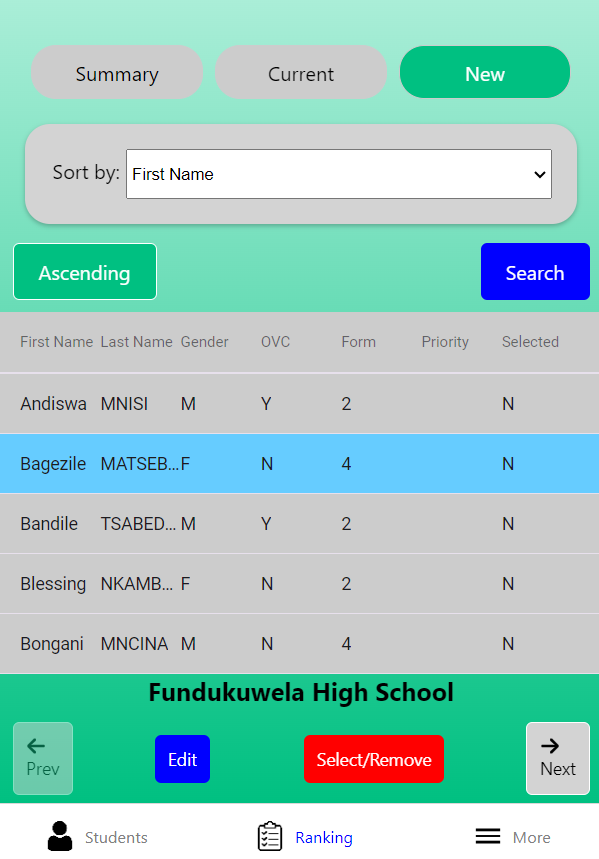 Summary Current New
Sort by: First Name
Ascending Search
First Name Last Name Gender OVC Form Priority Selected
Andiswa MNISI M Y 2 N
Bagezile MATSEB... F N 4 N
Bandile TSABED... M Y 2 N
Blessing NKAMB... F N 2 N
Bongani MNCINA M N 4 N
Fundukuwela High School
Prev Edit Select/Remove Next
Students Ranking More